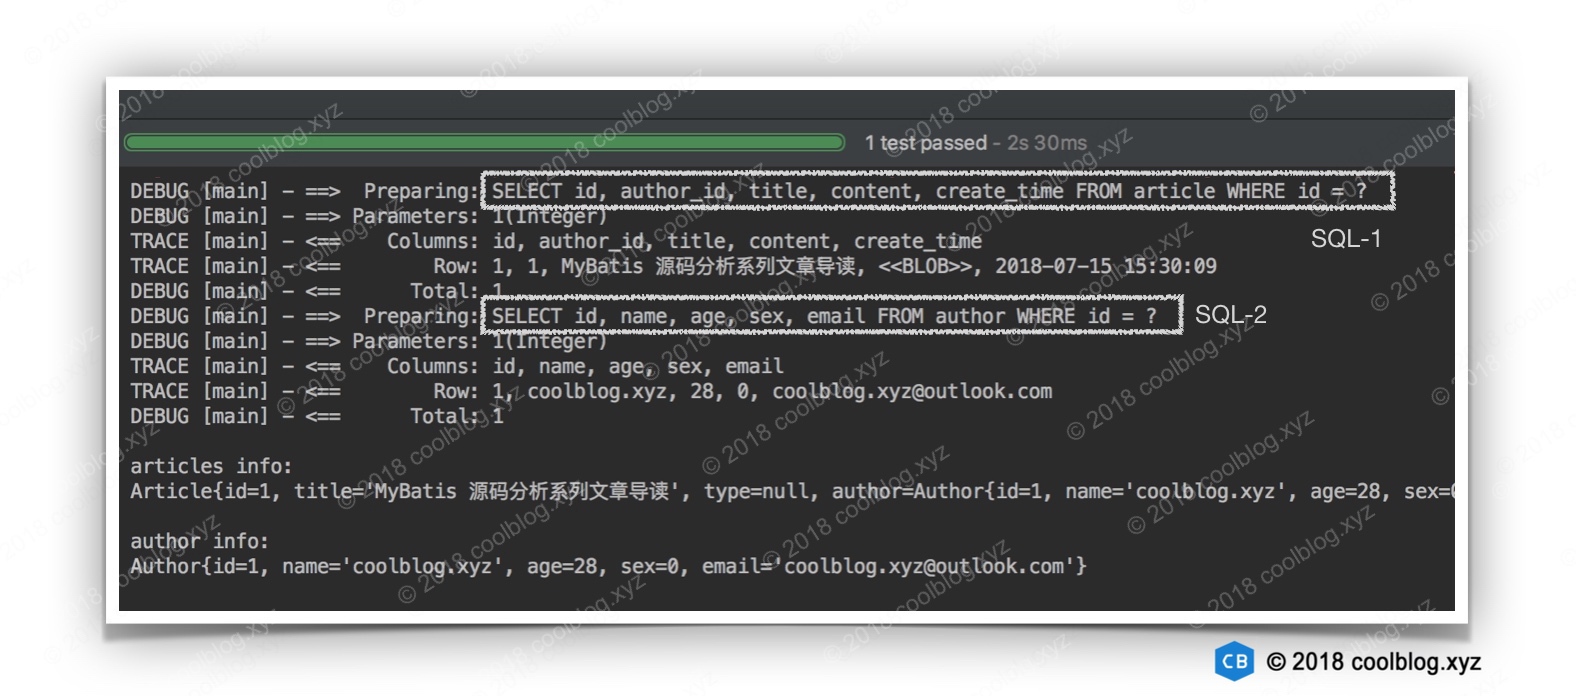 1 test passed - 2s 30ms
DEBUG [main] - ==>  Preparing: SELECT id, author_id, title, content, create_time FROM article WHERE id = ?
DEBUG [main] - ==> Parameters: 1(Integer)
SQL-1
TRACE [main] - <==    Columns: id, author_id, title, content, create_time
TRACE [main] - <==        Row: 1, 1, MyBatis 源码分析系列文章导读, <<BLOB>>, 2018-07-15 15:30:09
DEBUG [main] - <==      Total: 1
DEBUG [main] - ==>  Preparing: SELECT id, name, age, sex, email FROM author WHERE id = ?
SQL-2
DEBUG [main] - ==> Parameters: 1(Integer)
TRACE [main] - <==    Columns: id, name, age, sex, email
TRACE [main] - <==        Row: 1, coolblog.xyz, 28, 0, coolblog.xyz@outlook.com
DEBUG [main] - <==      Total: 1
articles info:
Article{id=1, title='MyBatis 源码分析系列文章导读', type=null, author=Author{id=1, name='coolblog.xyz', age=28, sex=0
author info:
Author{id=1, name='coolblog.xyz', age=28, sex=0, email='coolblog.xyz@outlook.com'}
CB © 2018 coolblog.xyz